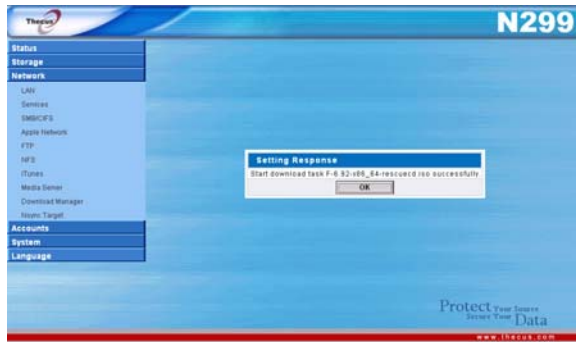 Thecus
N299
Status
Storage
Network
LAN
Services
SMB/CIFS
Apple Network
FTP
NFS
iTunes
Media Server
Download Manager
Nsync Target
Accounts
System
Language
Setting Response
Start download task F-6.92-x86_64-rescuecd.iso successfully
OK
Protect Your Source
Secure Your Data
www.thecus.com